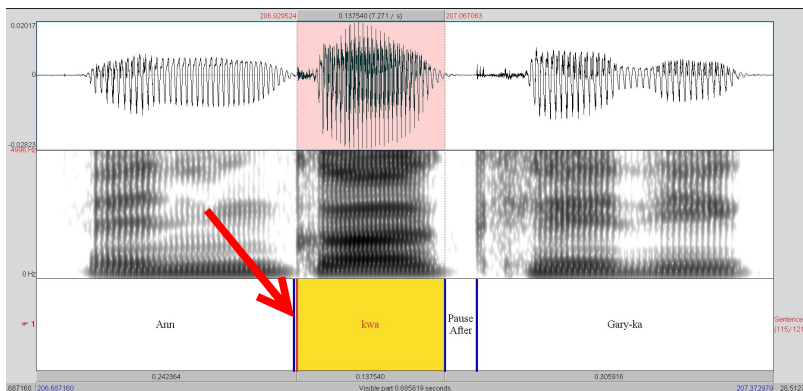 206.929524 0.137540 (7.271 / s) 207.067063
0.02017
0
-0.02823
4996 Hz
0 Hz
1 Ann kwa Pause After Gary-ka Sentence (115/121
0.242364 0.137540 0.305916
687160 206.687160 Visible part 0.685819 seconds 207.372979 28.5127